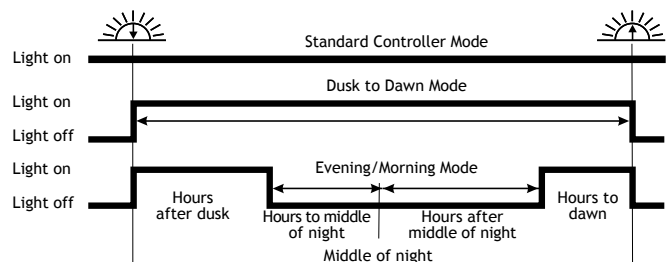 Standard Controller Mode
Light on
Dusk to Dawn Mode
Light on
Light off
Evening/Morning Mode
Light on
Light off
Hours
after dusk
Hours to middle
of night
Hours after
middle of night
Hours to
dawn
Middle of night